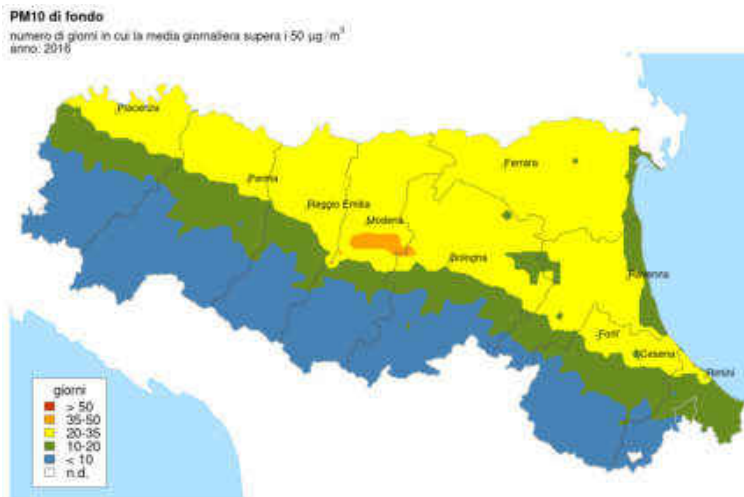 PM10 di fondo
numero di giorni in cui la media giornaliera supera i 50 µg/m³
anno: 2016
Piacenza
Parma
Ferrara
Reggio Emilia
Modena
Bologna
Ravenna
Forlì
Cesena
Rimini
giorni
> 50
35-50
20-35
10-20
< 10
n.d.